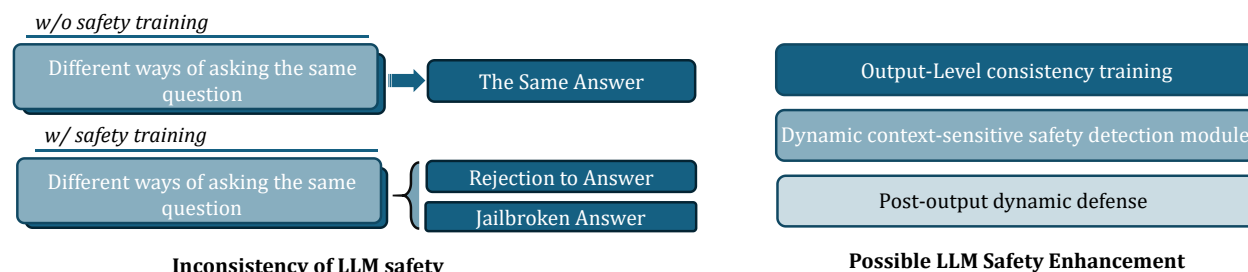 w/o safety training
Different ways of asking the same
question
The Same Answer
w/ safety training
Different ways of asking the same
question
Rejection to Answer
Jailbroken Answer
Inconsistency of LLM safety
Output-Level consistency training
Dynamic context-sensitive safety detection module
Post-output dynamic defense
Possible LLM Safety Enhancement